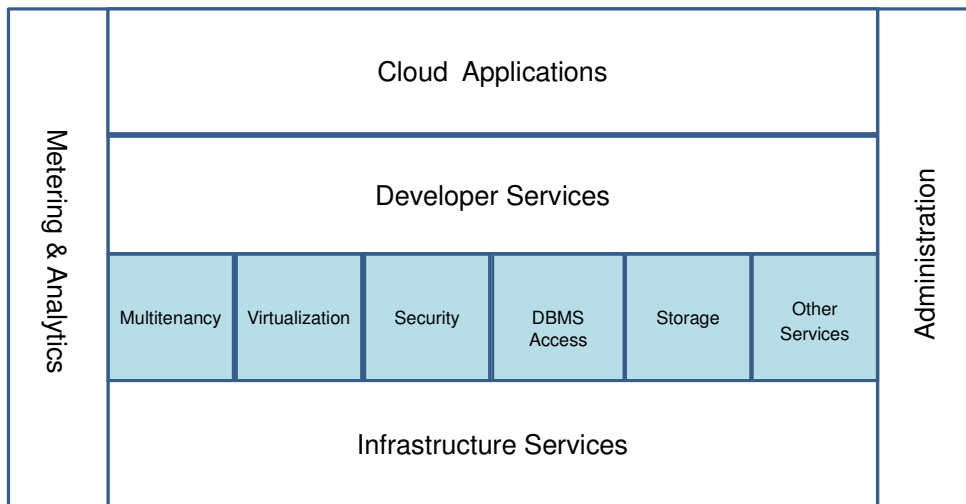 Metering & Analytics
Cloud Applications
Developer Services
Multitenancy
Virtualization
Security
DBMS
Access
Storage
Other
Services
Infrastructure Services
Administration